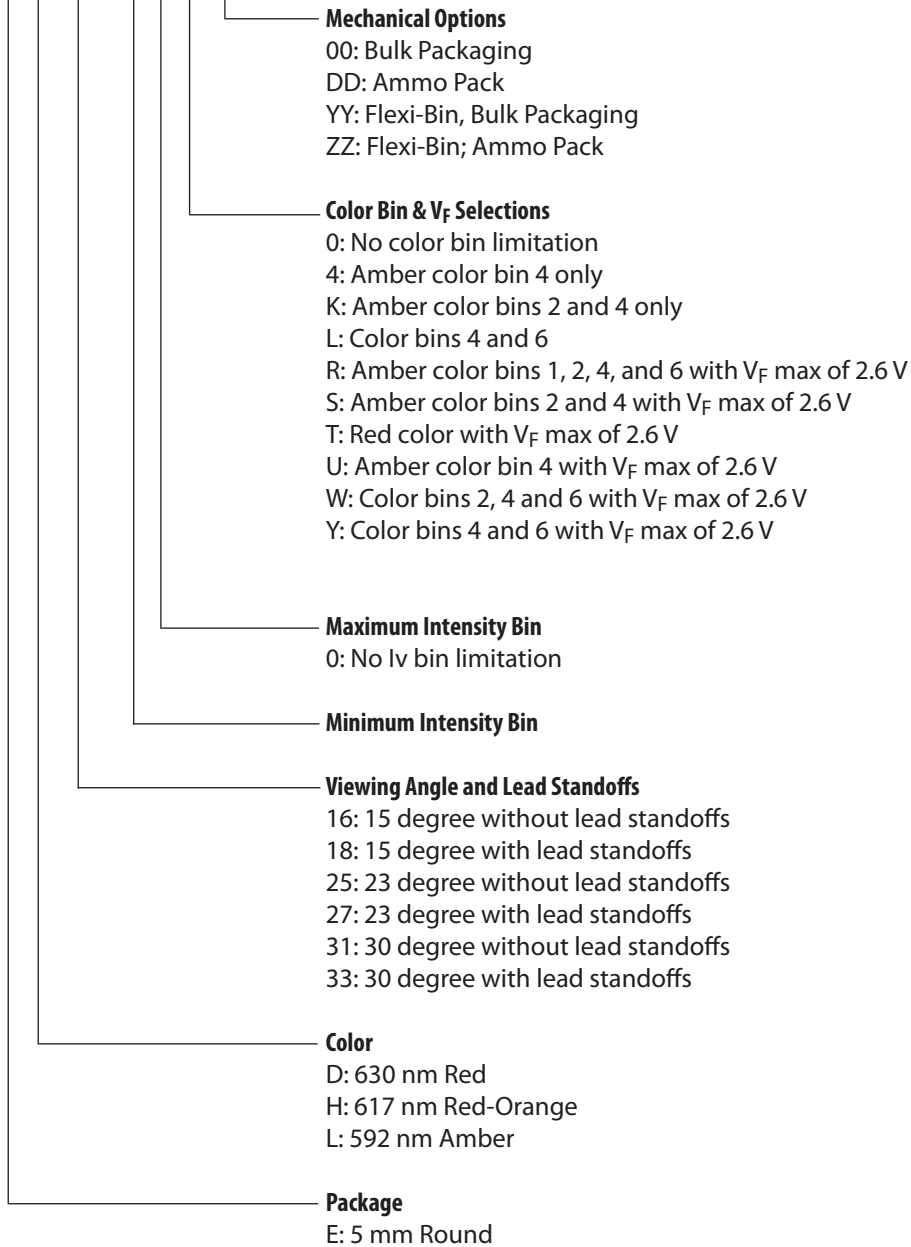 Mechanical Options
00: Bulk Packaging
DD: Ammo Pack
YY: Flexi-Bin, Bulk Packaging
ZZ: Flexi-Bin; Ammo Pack
Color Bin & VF Selections
0: No color bin limitation
4: Amber color bin 4 only
K: Amber color bins 2 and 4 only
L: Color bins 4 and 6
R: Amber color bins 1, 2, 4, and 6 with VF max of 2.6 V
S: Amber color bins 2 and 4 with VF max of 2.6 V
T: Red color with VF max of 2.6 V
U: Amber color bin 4 with VF max of 2.6 V
W: Color bins 2, 4 and 6 with VF max of 2.6 V
Y: Color bins 4 and 6 with VF max of 2.6 V
Maximum Intensity Bin
0: No Iv bin limitation
Minimum Intensity Bin
Viewing Angle and Lead Standoffs
16: 15 degree without lead standoffs
18: 15 degree with lead standoffs
25: 23 degree without lead standoffs
27: 23 degree with lead standoffs
31: 30 degree without lead standoffs
33: 30 degree with lead standoffs
Color
D: 630 nm Red
H: 617 nm Red-Orange
L: 592 nm Amber
Package
E: 5 mm Round